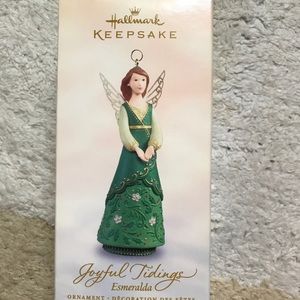 Hallmark
KEEPSAKE
Joyful Tidings
Esmeralda
ORNAMENT • DÉCORATION DES FÊTES